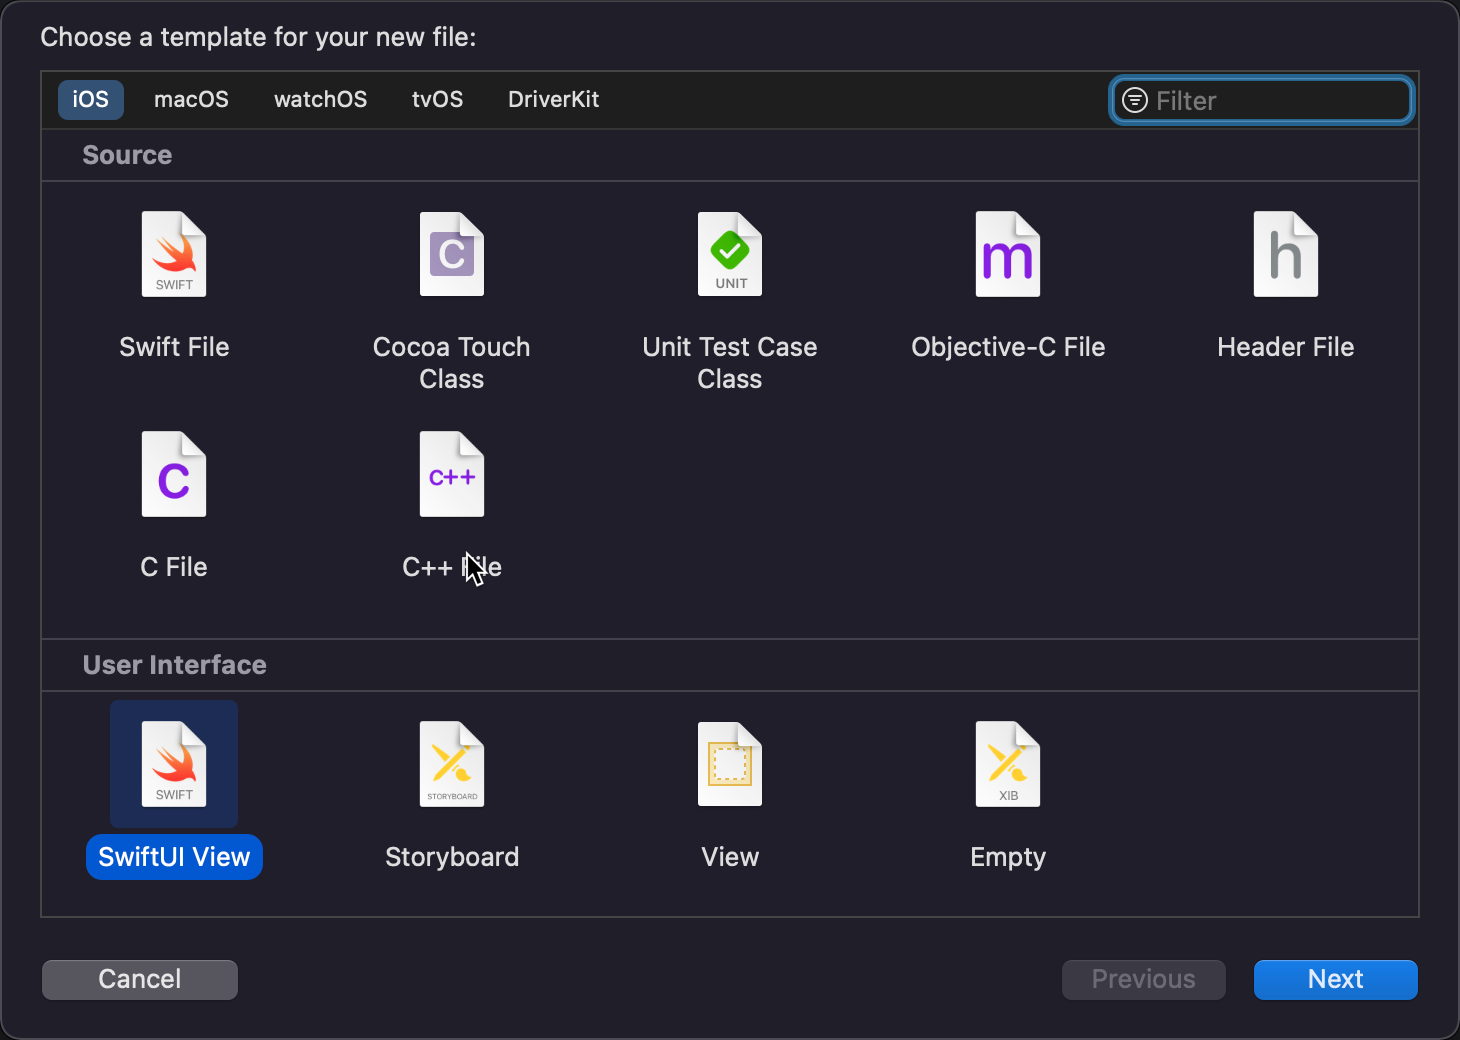 Choose a template for your new file:
iOS macOS watchOS tvOS DriverKit Filter
Source
SWIFT
C
UNIT
m
h
Swift File
Cocoa Touch Class
Unit Test Case Class
Objective-C File
Header File
C
C++
C File
C++ File
User Interface
SWIFT
STORYBOARD
XIB
SwiftUI View
Storyboard
View
Empty
Cancel
Previous
Next